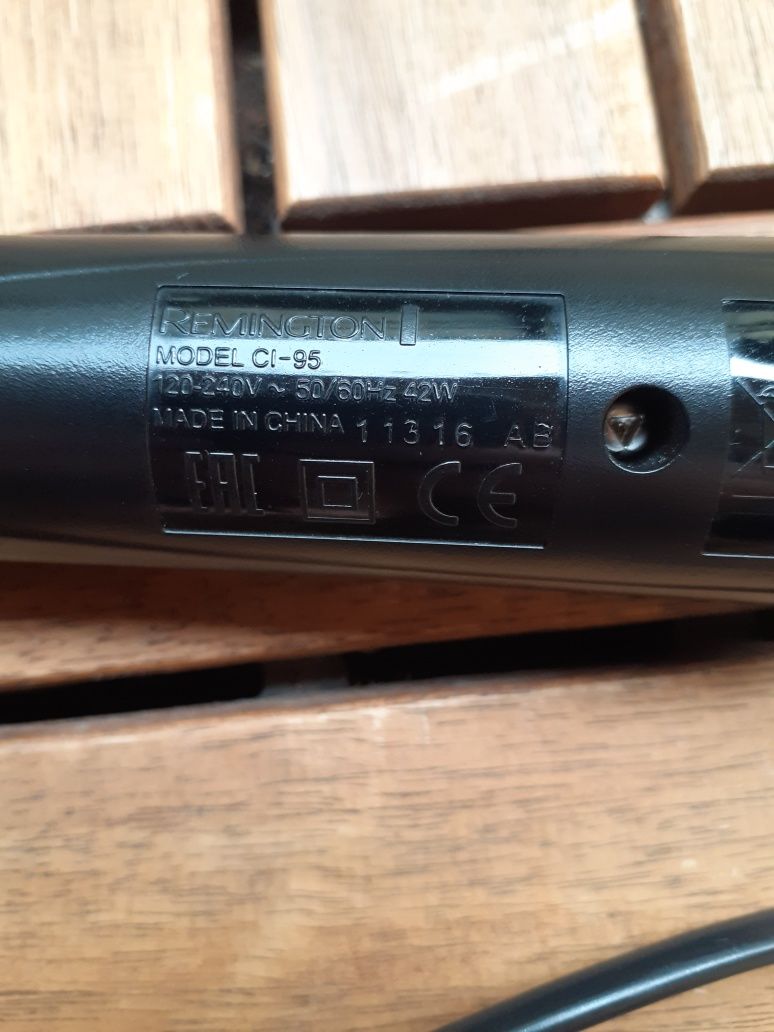 REMINGTON
MODEL CI-95
120-240V ~ 50/60Hz 42W
MADE IN CHINA 11316 AB
EAC CE